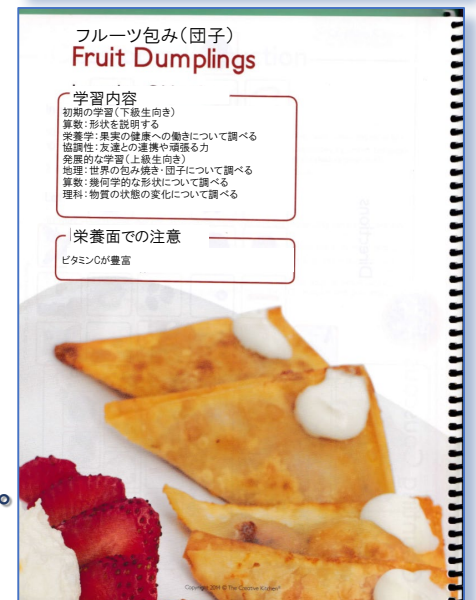 フルーツ包み（団子）
Fruit Dumplings
学習内容
初期の学習（下級生向き）
算数：形状を説明する
栄養学：果実の健康への働きについて調べる
協調性：友達との連携や頑張る力
発展的な学習（上級生向き）
地理：世界の包み焼き・団子について調べる
算数：幾何学的な形状について調べる
理科：物質の状態の変化について調べる
栄養面での注意
ビタミンCが豊富
。
Copyright 2011 © The Creative Kitchen